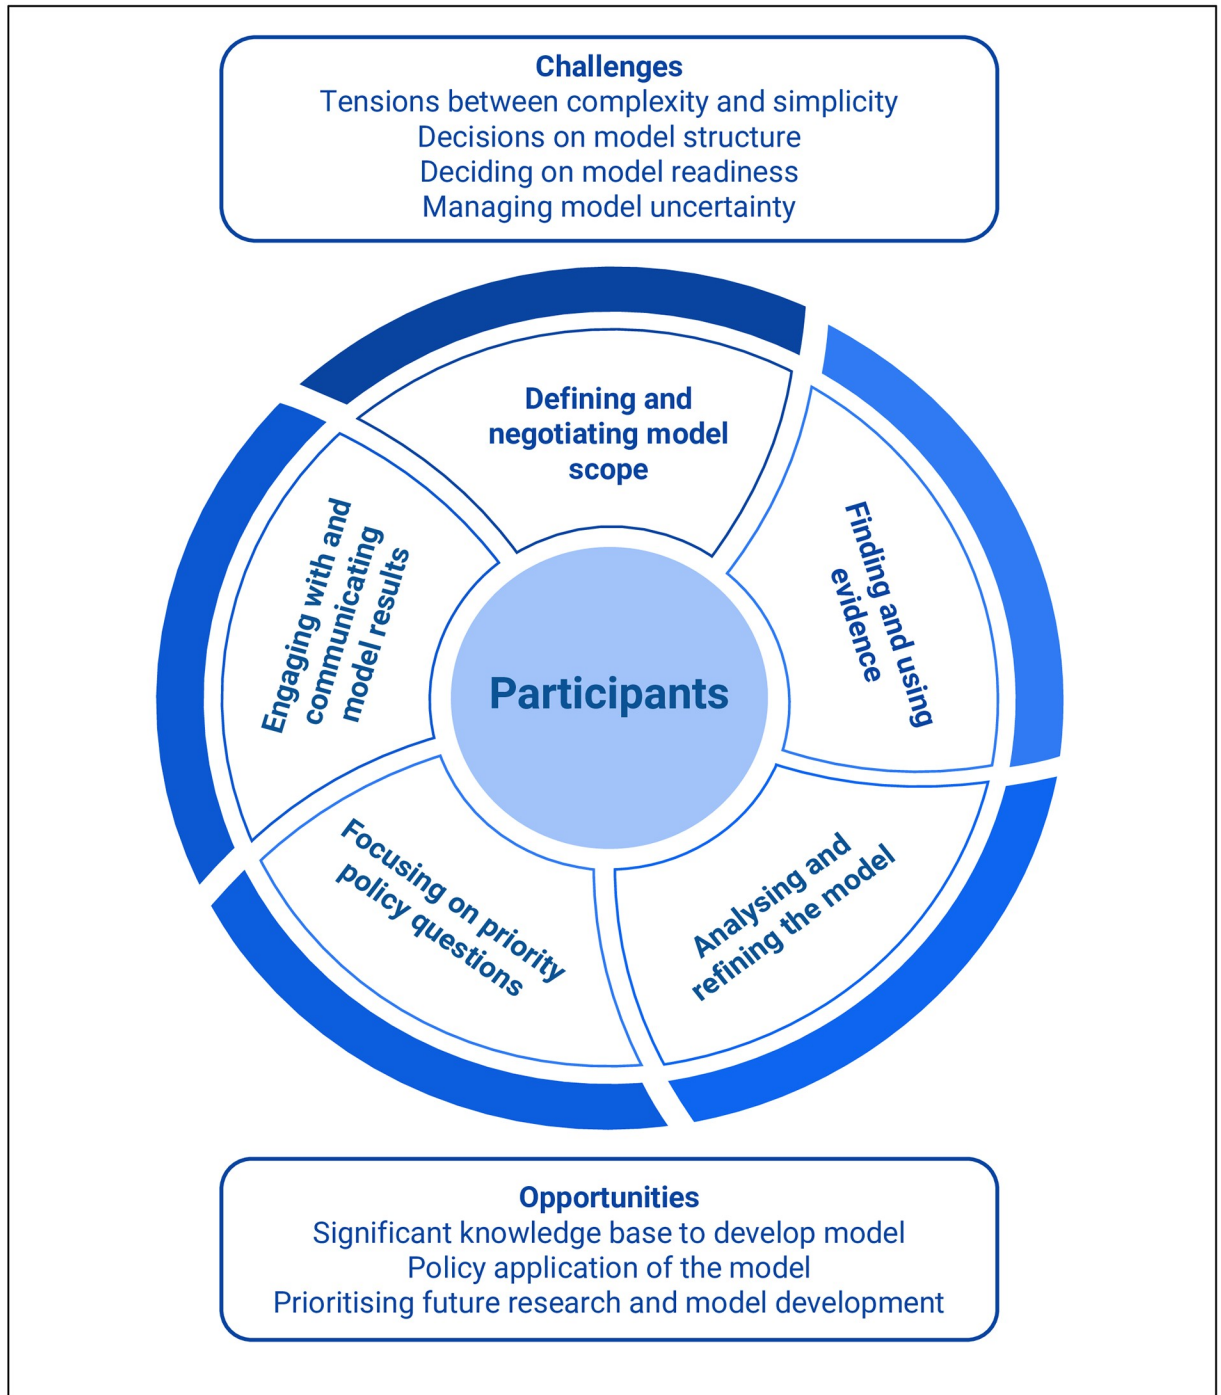 Challenges
Tensions between complexity and simplicity
Decisions on model structure
Deciding on model readiness
Managing model uncertainty
Defining and
negotiating model
scope
Finding and using
evidence
Analysing and
refining the model
Focusing on priority
policy questions
Engaging with and
communicating
model results
Participants
Opportunities
Significant knowledge base to develop model
Policy application of the model
Prioritising future research and model development